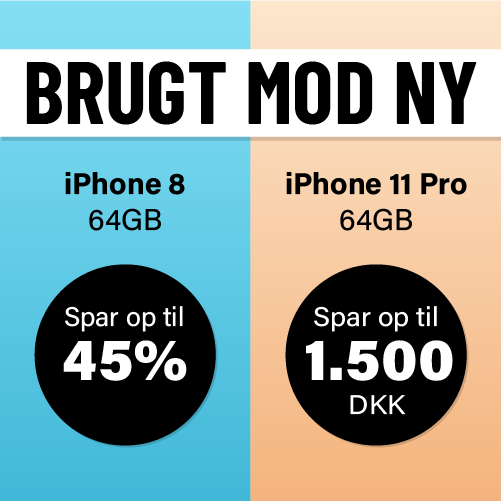 BRUGT MOD NY
iPhone 8
64GB
Spar op til
45%
iPhone 11 Pro
64GB
Spar op til
1.500
DKK